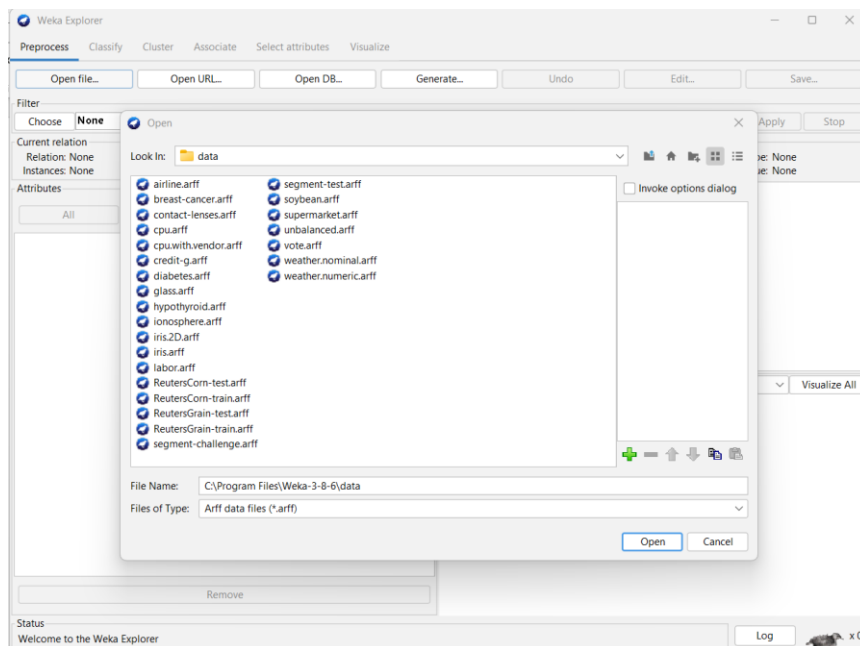 Weka Explorer
Preprocess Classify Cluster Associate Select attributes Visualize
Open file... Open URL... Open DB... Generate... Undo Edit... Save...
Filter
Choose None Apply Stop
Open
Current relation
Relation: None
Instances: None
pe: None
Look In: data
Attributes
All
airline.arff
breast-cancer.arff
contact-lenses.arff
cpu.arff
cpu.with.vendor.arff
credit-g.arff
diabetes.arff
glass.arff
hypothyroid.arff
ionosphere.arff
iris.2D.arff
iris.arff
labor.arff
ReutersCorn-test.arff
ReutersCorn-train.arff
ReutersGrain-test.arff
ReutersGrain-train.arff
segment-challenge.arff
segment-test.arff
soybean.arff
supermarket.arff
unbalanced.arff
vote.arff
weather.nominal.arff
weather.numeric.arff
Invoke options dialog
Visualize All
File Name: C:\Program Files\Weka-3-8-6\data
Files of Type: Arff data files (*.arff)
Open Cancel
Remove
Status
Welcome to the Weka Explorer
Log